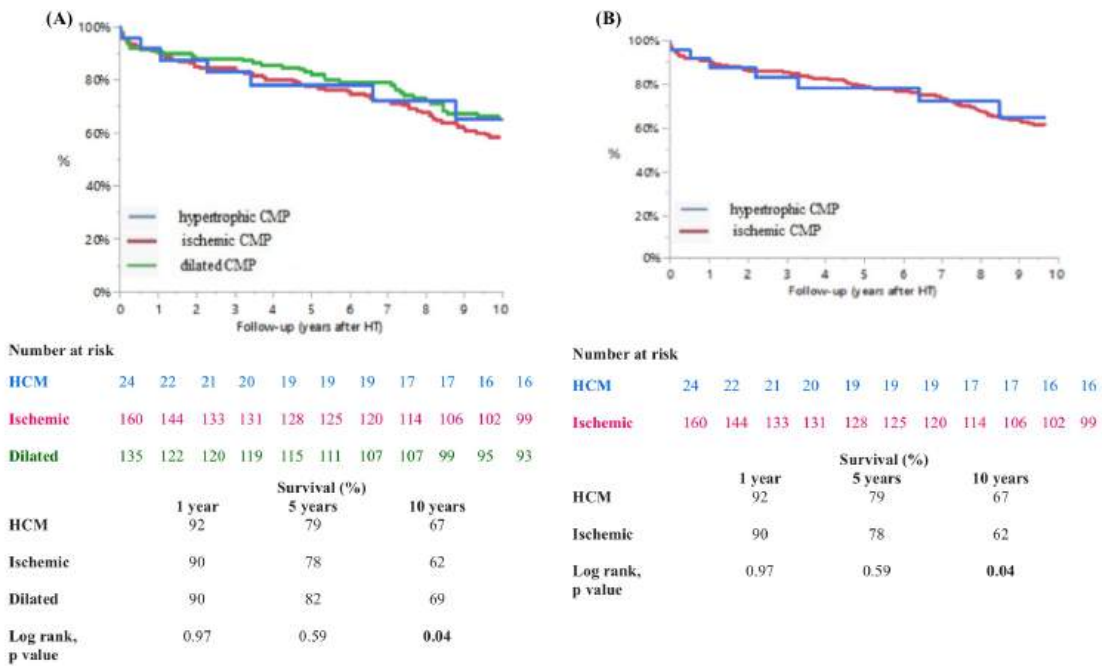 (A)
100%
80%
60%
%
40%
20%
0%
hypertrophic CMP
ischemic CMP
dilated CMP
0 1 2 3 4 5 6 7 8 9 10
Follow-up (years after HT)
Number at risk
HCM 24 22 21 20 19 19 19 17 17 16 16
Ischemic 160 144 133 131 128 125 120 114 106 102 99
Dilated 135 122 120 119 115 111 107 107 99 95 93
Survival (%)
1 year 5 years 10 years
HCM 92 79 67
Ischemic 90 78 62
Dilated 90 82 69
Log rank, 0.97 0.59 0.04
p value
(B)
100%
80%
60%
%
40%
20%
0%
hypertrophic CMP
ischemic CMP
0 1 2 3 4 5 6 7 8 9 10
Follow-up (years after HT)
Number at risk
HCM 24 22 21 20 19 19 19 17 17 16 16
Ischemic 160 144 133 131 128 125 120 114 106 102 99
Survival (%)
1 year 5 years 10 years
HCM 92 79 67
Ischemic 90 78 62
Log rank, 0.97 0.59 0.04
p value